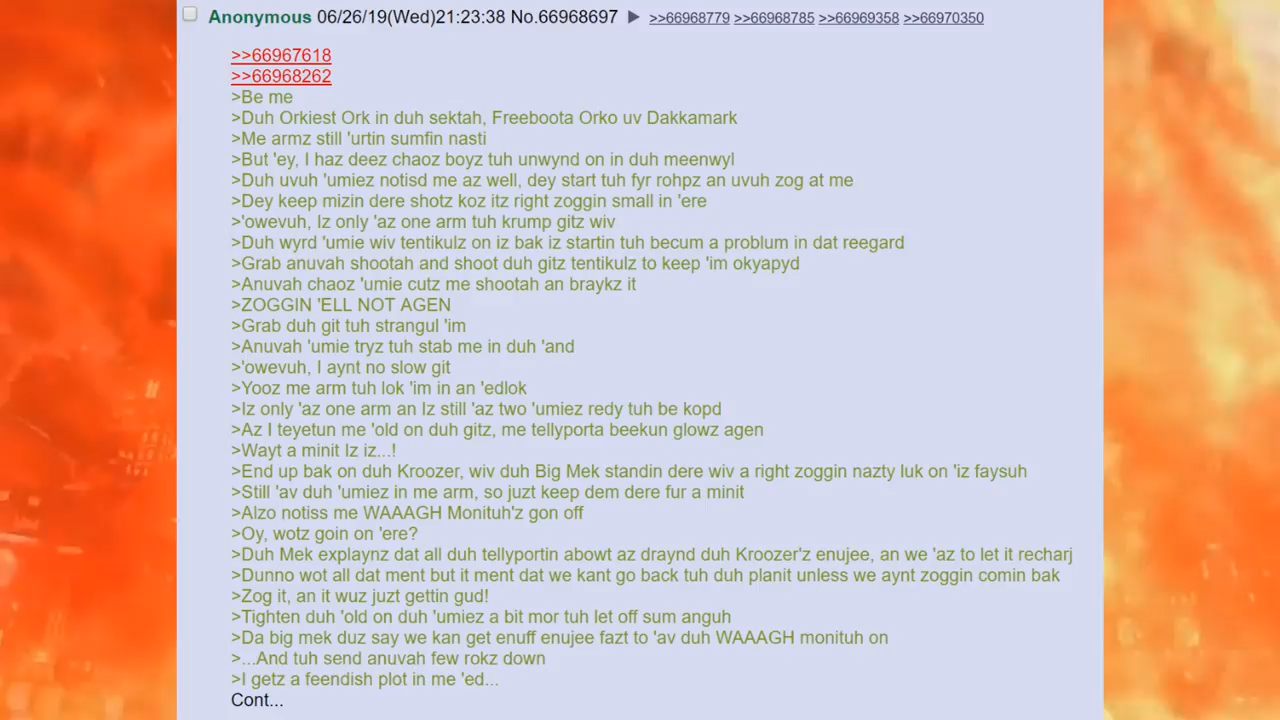 Anonymous 06/26/19(Wed)21:23:38 No.66968697 ▶ >>66968779 >>66968785 >>66969358 >>66970350
>>66967618
>>66968262
>Be me
>Duh Orkiest Ork in duh sektah, Freeboota Orko uv Dakkamark
>Me armz still 'urtin sumfin nasti
>But 'ey, I haz deez chaoz boyz tuh unwynd on in duh meenwyl
>Duh uvuh 'umiez notisd me az well, dey start tuh fyr rohpz an uvuh zog at me
>Dey keep mizin dere shotz koz itz right zoggin small in 'ere
>'owevuh, Iz only 'az one arm tuh krump gitz wiv
>Duh wyrd 'umie wiv tentikulz on iz bak iz startin tuh becum a problum in dat reegard
>Grab anuvah shootah and shoot duh gitz tentikulz to keep 'im okyapyd
>Anuvah chaoz 'umie cutz me shootah an braykz it
>ZOGGIN 'ELL NOT AGEN
>Grab duh git tuh strangul 'im
>Anuvah 'umie tryz tuh stab me in duh 'and
>'owevuh, I aynt no slow git
>Yooz me arm tuh lok 'im in an 'edlok
>Iz only 'az one arm an Iz still 'az two 'umiez redy tuh be kopd
>Az I teyetun me 'old on duh gitz, me tellyporta beekun glowz agen
>Wayt a minit Iz iz...!
>End up bak on duh Kroozer, wiv duh Big Mek standin dere wiv a right zoggin nazty luk on 'iz faysuh
>Still 'av duh 'umiez in me arm, so juzt keep dem dere fur a minit
>Alzo notiss me WAAAGH Monituh'z gon off
>Oy, wotz goin on 'ere?
>Duh Mek explaynz dat all duh tellyportin abowt az draynd duh Kroozer'z enujee, an we 'az to let it recharj
>Dunno wot all dat ment but it ment dat we kant go back tuh duh planit unless we aynt zoggin comin bak
>Zog it, an it wuz juzt gettin gud!
>Tighten duh 'old on duh 'umiez a bit mor tuh let off sum anguh
>Da big mek duz say we kan get enuff enujee fazt to 'av duh WAAAGH monituh on
>...And tuh send anuvah few rokz down
>I getz a feendish plot in me 'ed...
Cont...